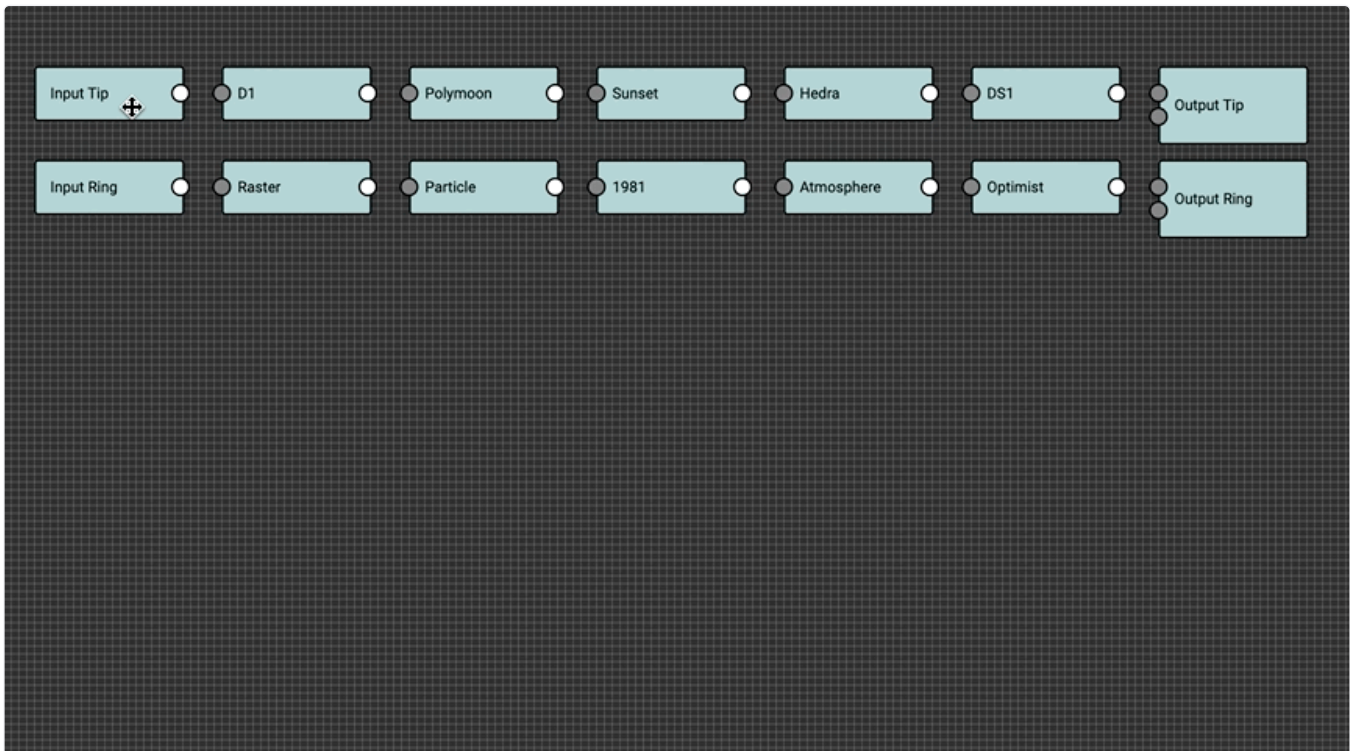 Input Tip
D1
Polymoon
Sunset
Hedra
DS1
Output Tip
Input Ring
Raster
Particle
1981
Atmosphere
Optimist
Output Ring